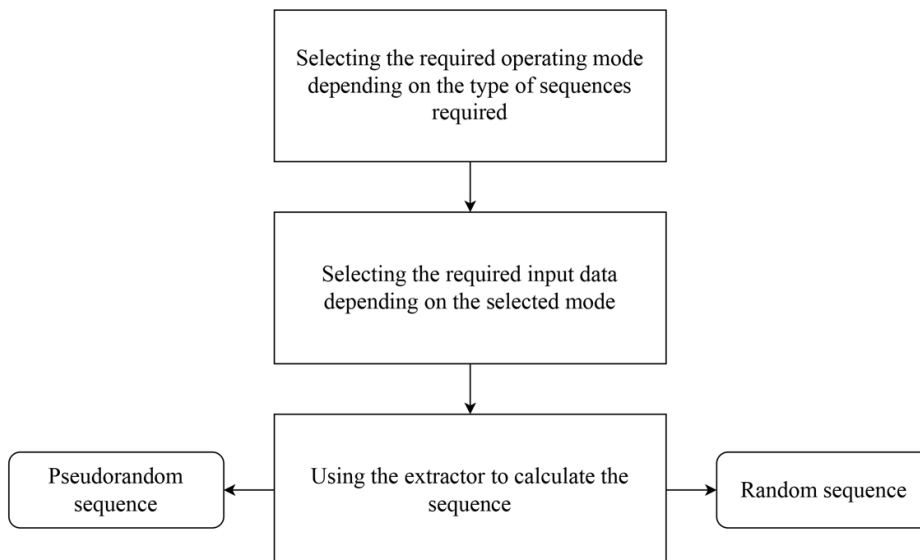 Selecting the required operating mode
depending on the type of sequences
required
Selecting the required input data
depending on the selected mode
Using the extractor to calculate the
sequence
Pseudorandom
sequence
Random sequence